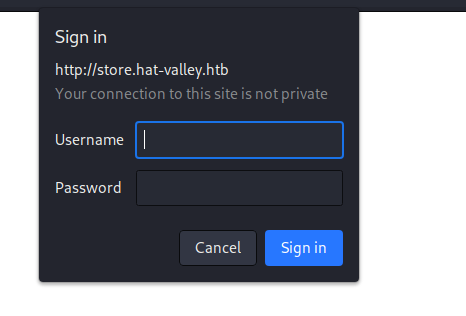 Sign in
http://store.hat-valley.htb
Your connection to this site is not private
Username
Password
Cancel Sign in